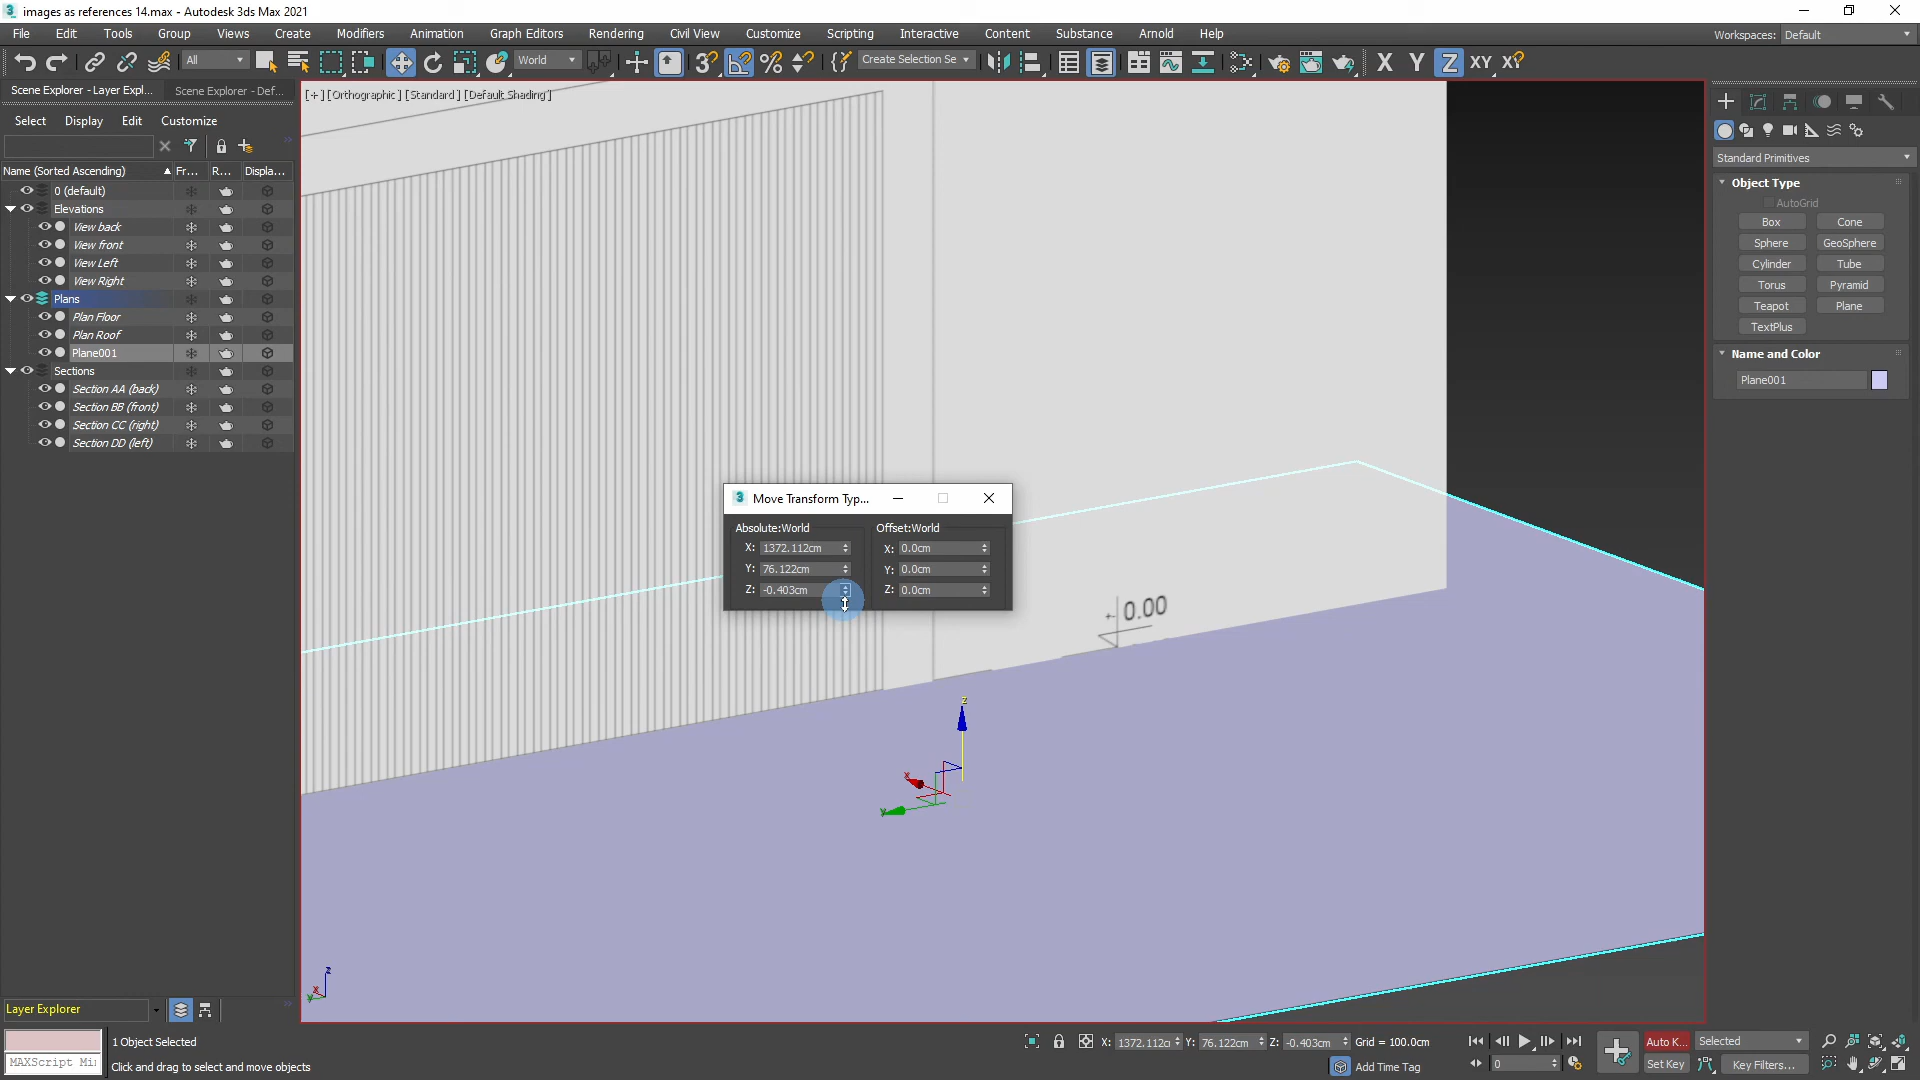 images as references 14.max - Autodesk 3ds Max 2021
File Edit Tools Group Views Create Modifiers Animation Graph Editors Rendering Civil View Customize Scripting Interactive Content Substance Arnold Help
Workspaces: Default
All World Create Selection Se X Y Z XY XY
Scene Explorer - Layer Expl... Scene Explorer - Def...
[+] [Orthographic] [Standard] [Default Shading]
Select Display Edit Customize
Name (Sorted Ascending) Fr... R... Displa...
0 (default)
Elevations
View back
View front
View Left
View Right
Plans
Plan Floor
Plan Roof
Plane001
Sections
Section AA (back)
Section BB (front)
Section CC (right)
Section DD (left)
Standard Primitives
Object Type
AutoGrid
Box Cone
Sphere GeoSphere
Cylinder Tube
Torus Pyramid
Teapot Plane
TextPlus
Name and Color
Plane001
3 Move Transform Typ...
Absolute:World Offset:World
X: 1372.112cm X: 0.0cm
Y: 76.122cm Y: 0.0cm
Z: -0.403cm Z: 0.0cm
+0.00
z
x
y
z
x
y
Layer Explorer
1 Object Selected
X: 1372.112c Y: 76.122cm Z: -0.403cm Grid = 100.0cm
Auto K... Selected
MAXScript Mi
Click and drag to select and move objects
Add Time Tag
0
Set Key Key Filters...